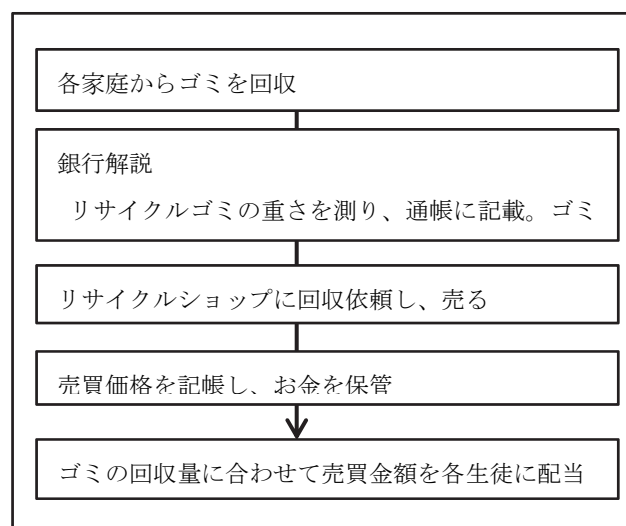 各家庭からゴミを回収
銀行解説
リサイクルゴミの重さを測り、通帳に記載。ゴミ
リサイクルショップに回収依頼し、売る
売買価格を記帳し、お金を保管
ゴミの回収量に合わせて売買金額を各生徒に配当